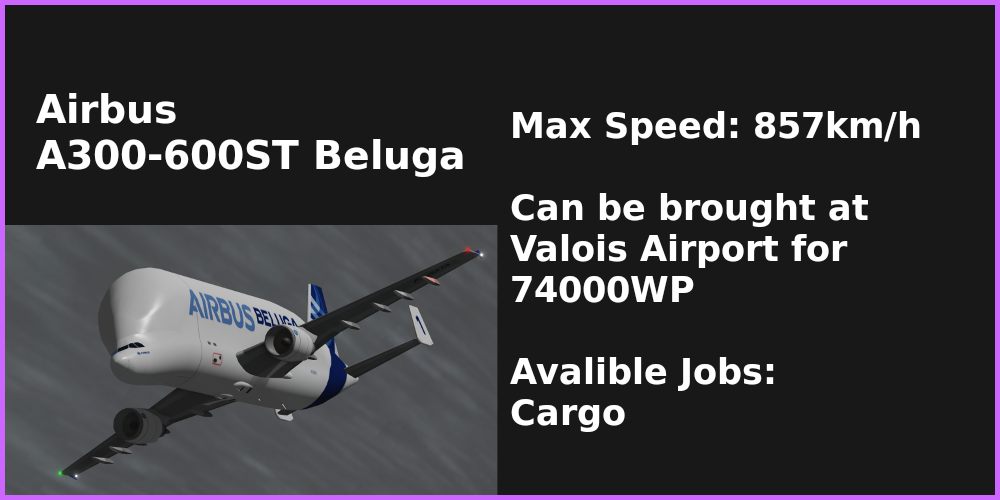 Airbus
A300-600ST Beluga
Max Speed: 857km/h
Can be brought at
Valois Airport for
74000WP
Avalible Jobs:
Cargo
AIRBUS BELUGA
1